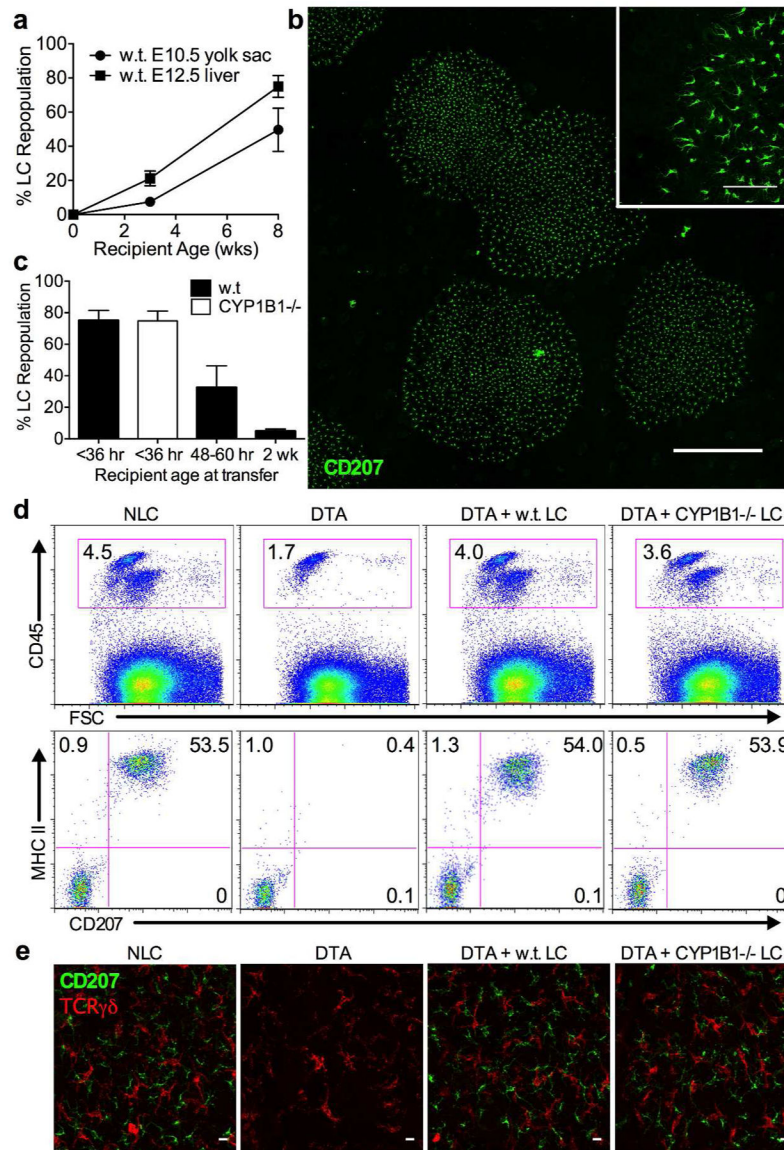 a
w.t. E10.5 yolk sac
w.t. E12.5 liver
% LC Repopulation
100
80
60
40
20
0
0 2 4 6 8
Recipient Age (wks)
b
CD207
c
w.t
CYP1B1-/-
% LC Repopulation
100
80
60
40
20
0
<36 hr <36 hr 48-60 hr 2 wk
Recipient age at transfer
d
NLC DTA DTA + w.t. LC DTA + CYP1B1-/- LC
4.5 1.7 4.0 3.6
CD45
FSC
0.9 53.5 1.0 0.4 1.3 54.0 0.5 53.9
MHC II
0 0.1 0.1 0
CD207
e
NLC DTA DTA + w.t. LC DTA + CYP1B1-/- LC
CD207
TCRγδ